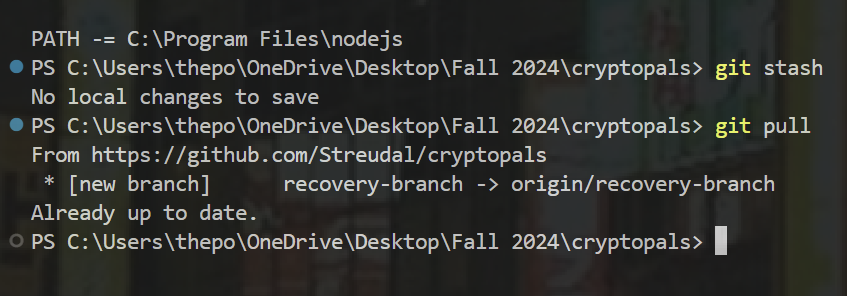 PATH -= C:\Program Files\nodejs
PS C:\Users\thepo\OneDrive\Desktop\Fall 2024\cryptopals> git stash
No local changes to save
PS C:\Users\thepo\OneDrive\Desktop\Fall 2024\cryptopals> git pull
From https://github.com/Streudal/cryptopals
 * [new branch]      recovery-branch -> origin/recovery-branch
Already up to date.
PS C:\Users\thepo\OneDrive\Desktop\Fall 2024\cryptopals>